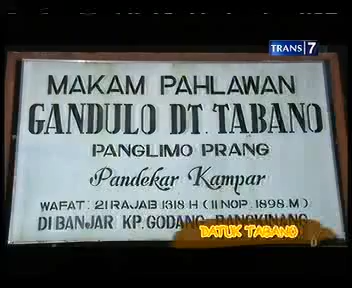 TRANS 7
MAKAM PAHLAWAN
GANDULO DT. TABANO
PANGLIMO PRANG
Pandekar Kampar
WAFAT : 21 RAJAB 1318 H (11 NOP. 1898.M)
DI BANJAR KP. GODANG BANGKINANG
DATUK TABANO